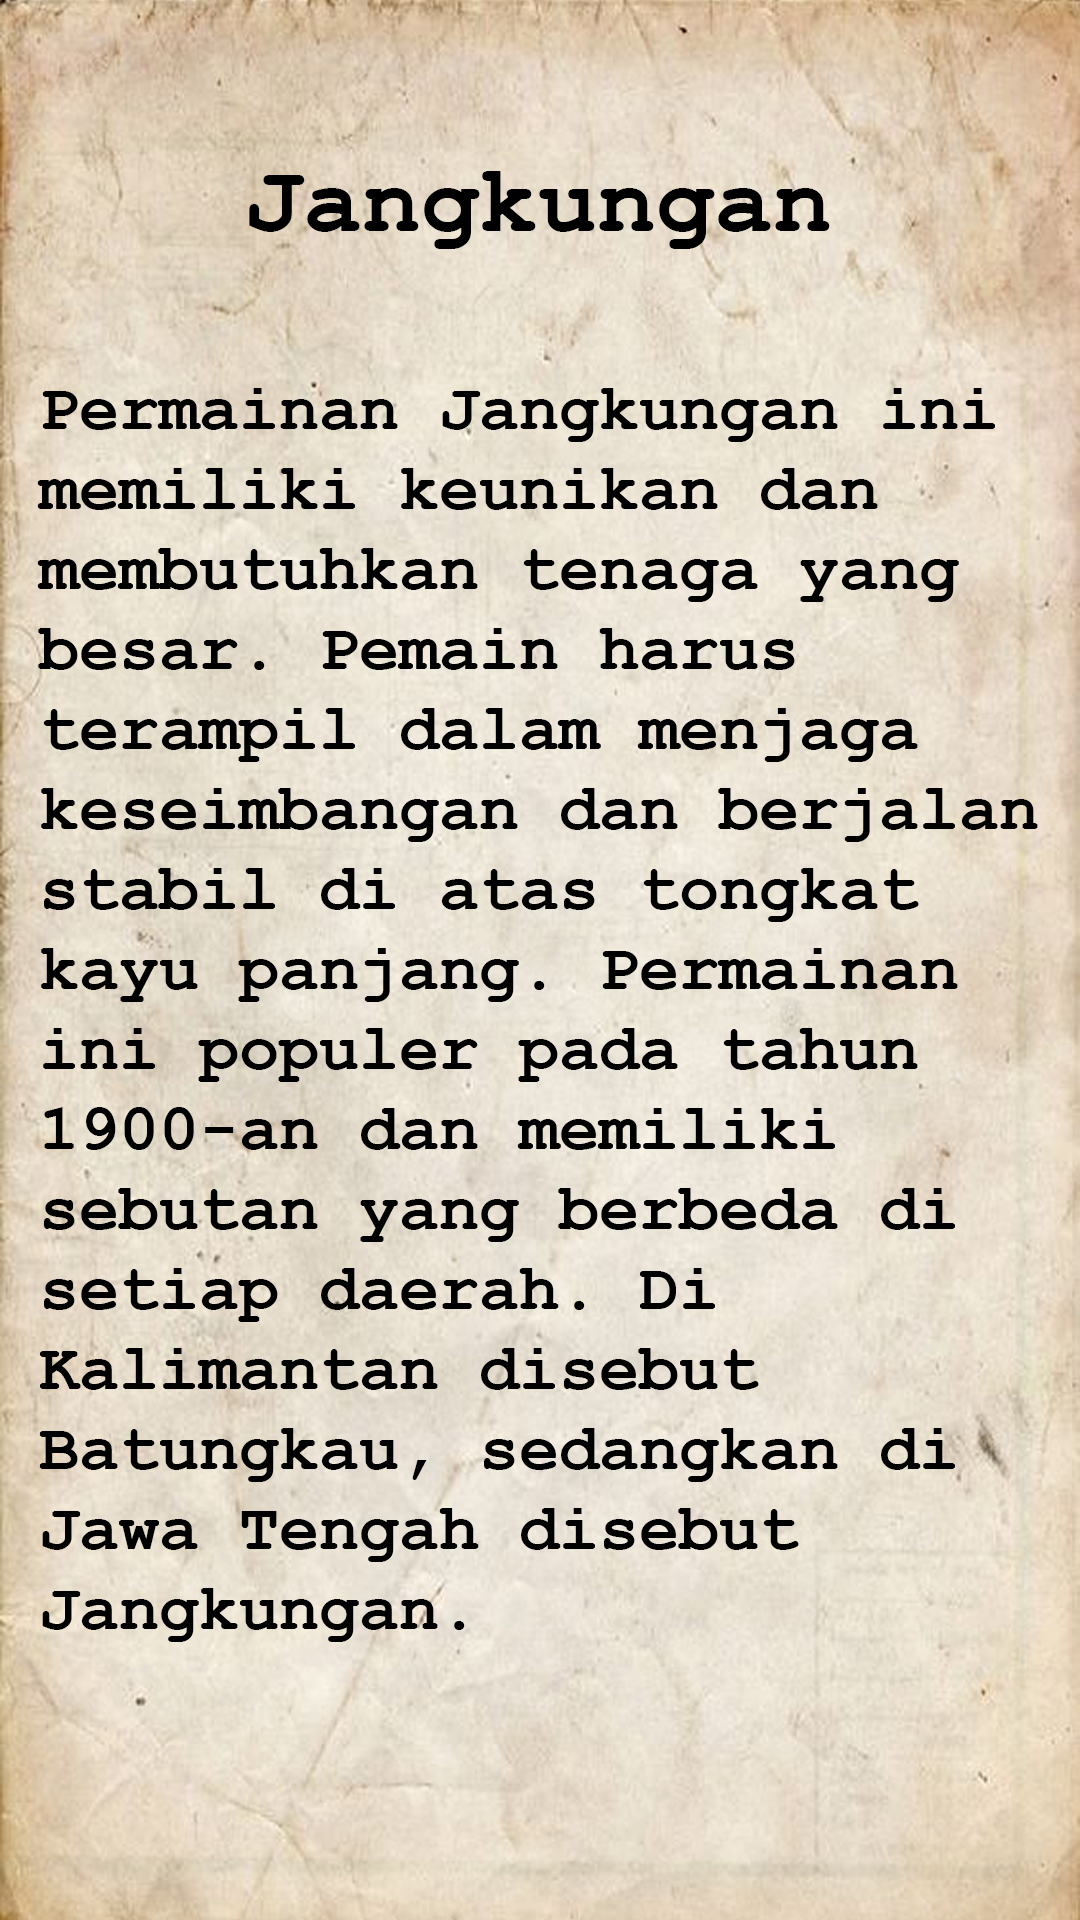 Jangkungan
Permainan Jangkungan ini
memiliki keunikan dan
membutuhkan tenaga yang
besar. Pemain harus
terampil dalam menjaga
keseimbangan dan berjalan
stabil di atas tongkat
kayu panjang. Permainan
ini populer pada tahun
1900-an dan memiliki
sebutan yang berbeda di
setiap daerah. Di
Kalimantan disebut
Batungkau, sedangkan di
Jawa Tengah disebut
Jangkungan.